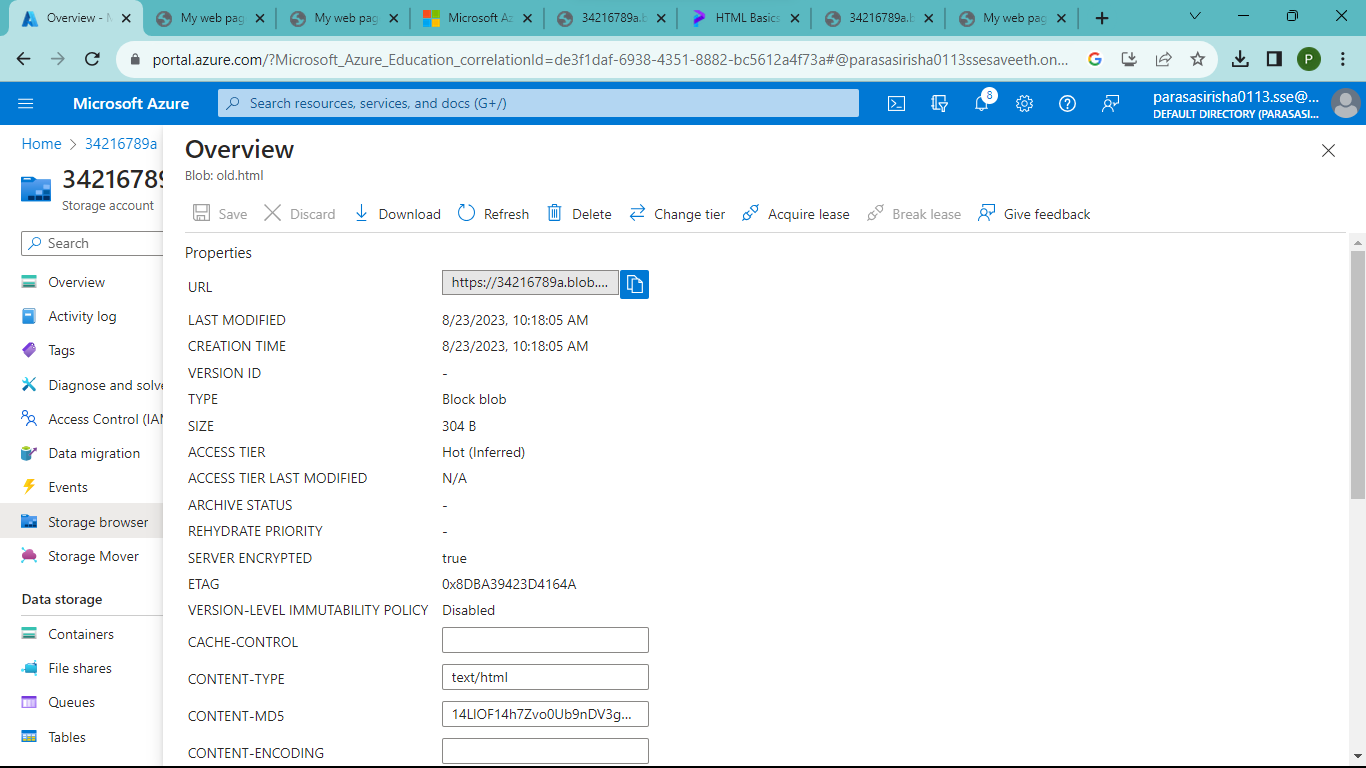 Overview - M
My web pag
My web pag
Microsoft Az
34216789a.b
HTML Basics
34216789a.b
My web pag
portal.azure.com/?Microsoft_Azure_Education_correlationId=de3f1daf-6938-4351-8882-bc5612a4f73a#@parasasirisha0113ssesaveeth.on...
P
Microsoft Azure
Search resources, services, and docs (G+/)
8
parasasirisha0113.sse@...
DEFAULT DIRECTORY (PARASASI...
Home > 34216789a
34216789
Storage account
Search
Overview
Activity log
Tags
Diagnose and solve
Access Control (IAM
Data migration
Events
Storage browser
Storage Mover
Data storage
Containers
File shares
Queues
Tables
Overview
Blob: old.html
Save Discard Download Refresh Delete Change tier Acquire lease Break lease Give feedback
Properties
URL https://34216789a.blob....
LAST MODIFIED 8/23/2023, 10:18:05 AM
CREATION TIME 8/23/2023, 10:18:05 AM
VERSION ID -
TYPE Block blob
SIZE 304 B
ACCESS TIER Hot (Inferred)
ACCESS TIER LAST MODIFIED N/A
ARCHIVE STATUS -
REHYDRATE PRIORITY -
SERVER ENCRYPTED true
ETAG 0x8DBA39423D4164A
VERSION-LEVEL IMMUTABILITY POLICY Disabled
CACHE-CONTROL
CONTENT-TYPE text/html
CONTENT-MD5 14LlOF14h7Zvo0Ub9nDV3g...
CONTENT-ENCODING